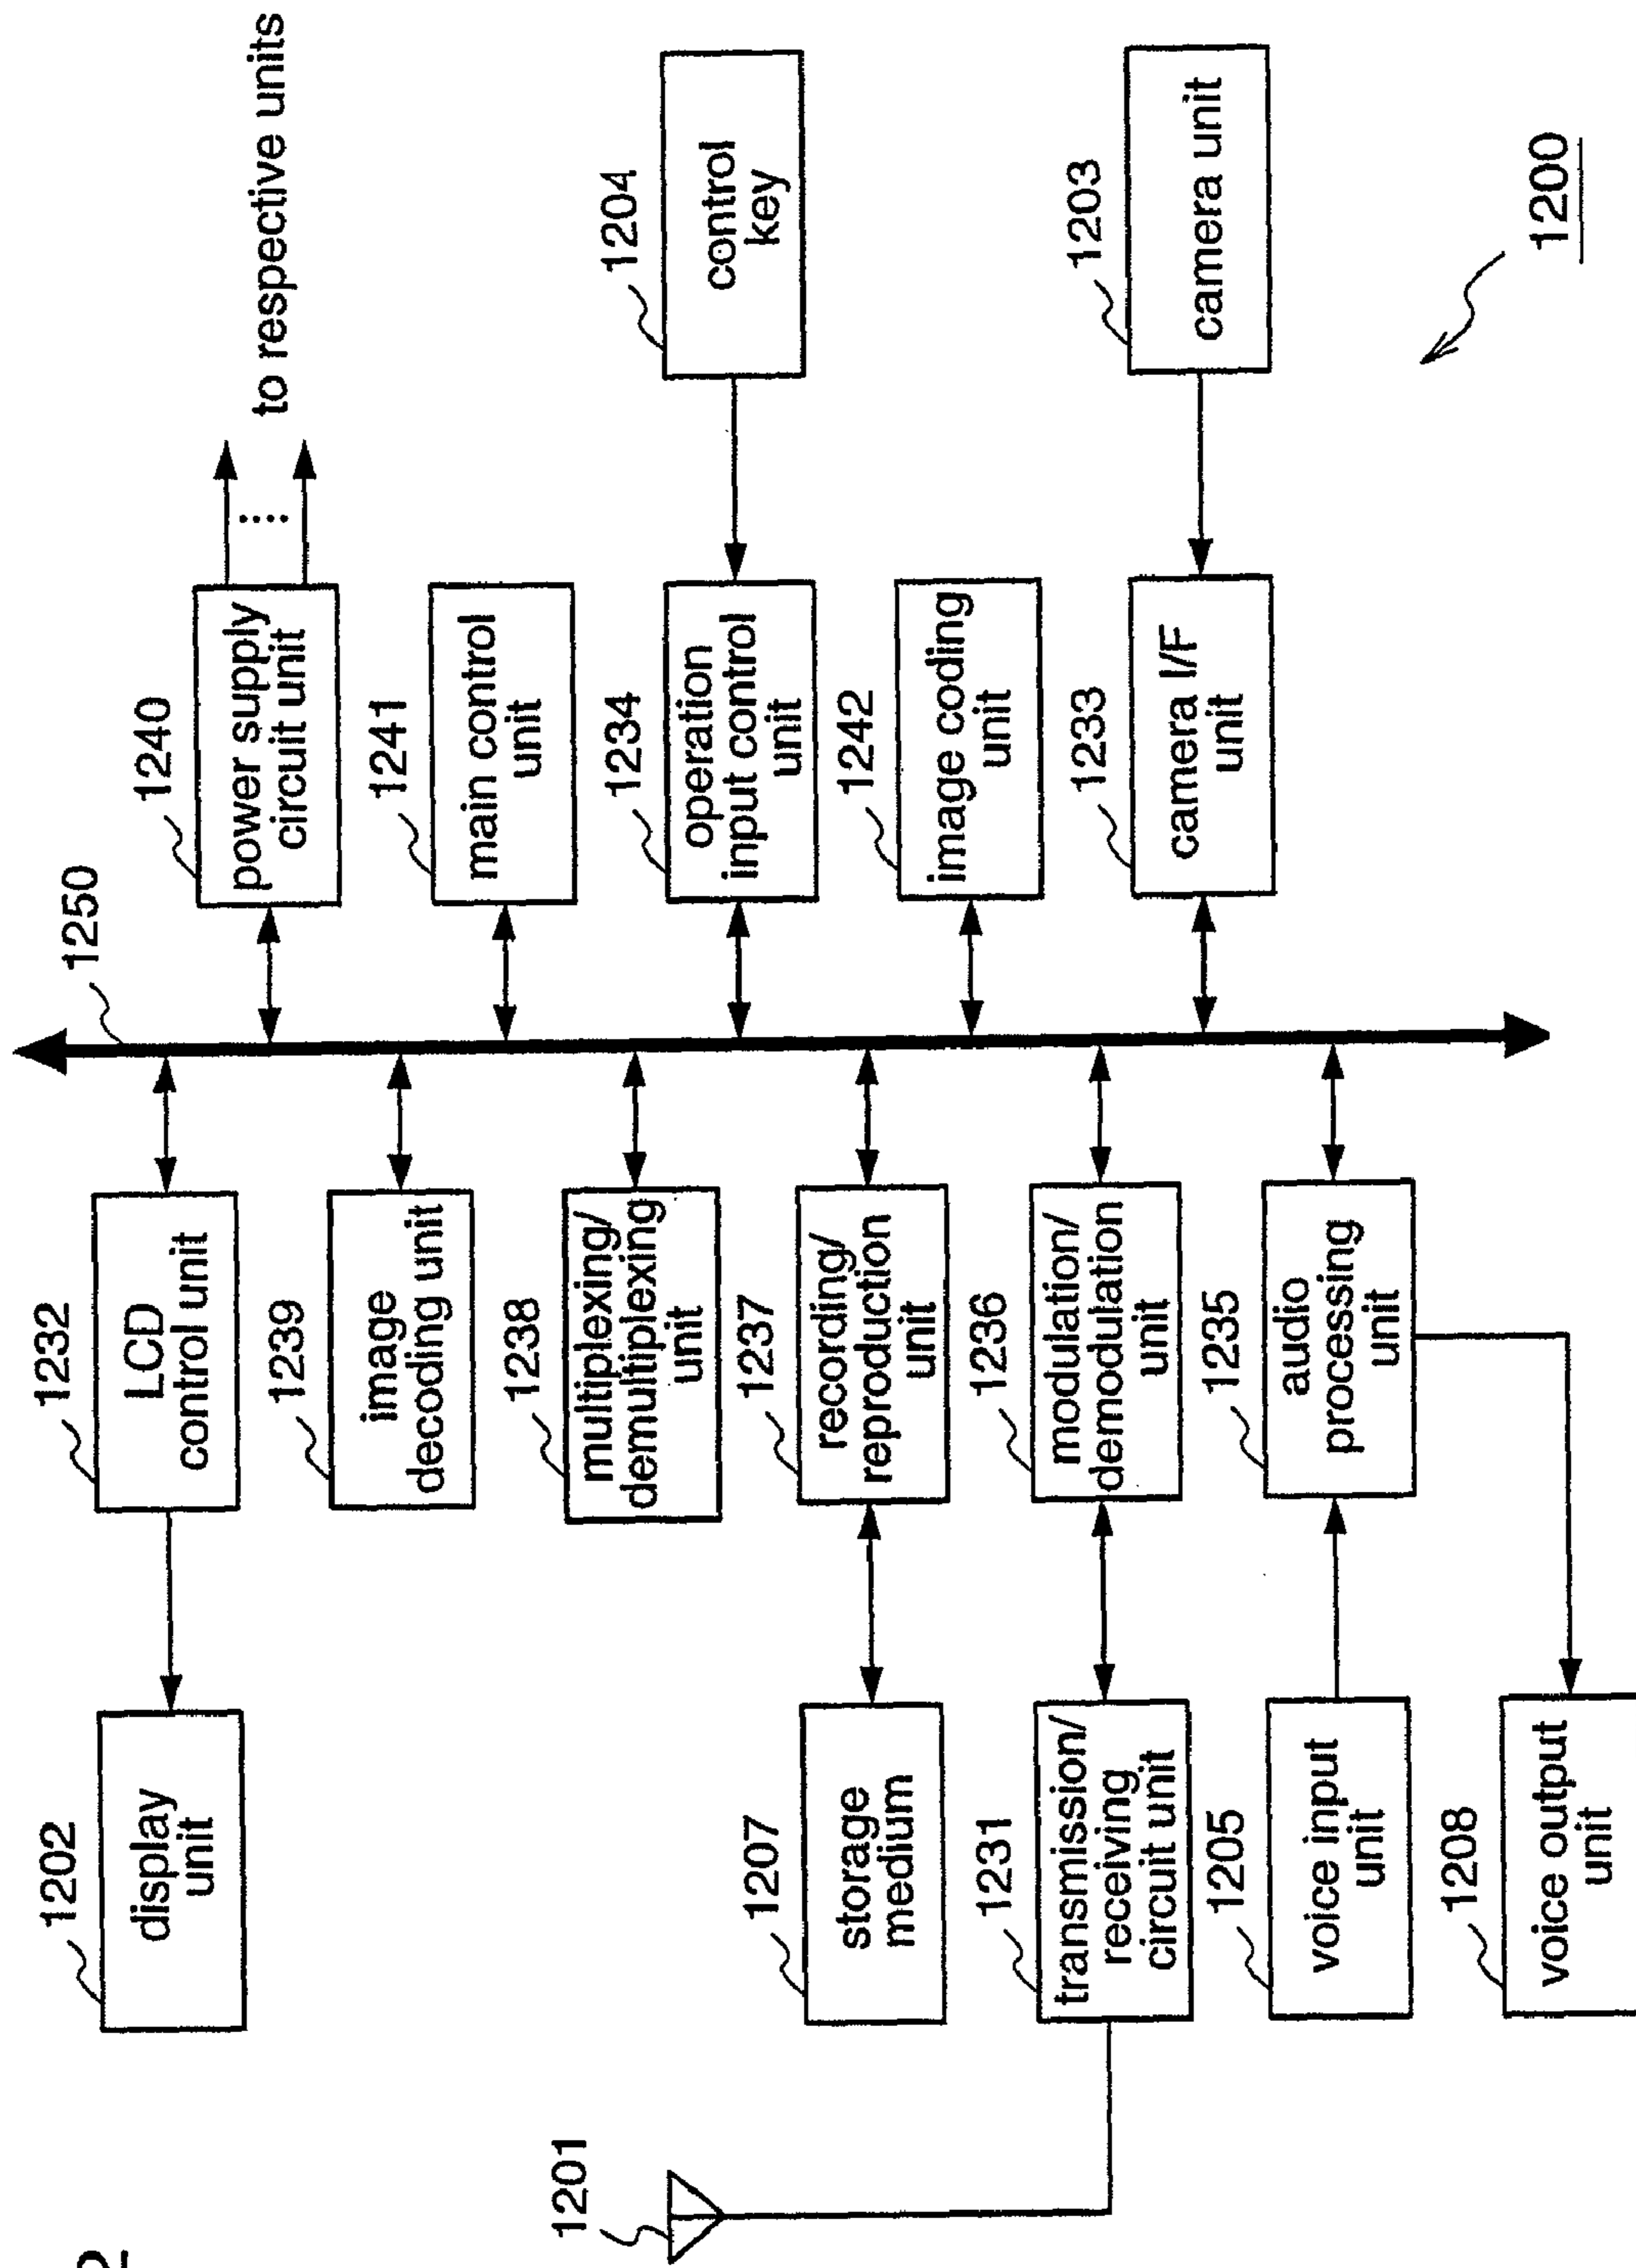 1201
1202
display
unit
1232
LCD
control unit
1250
1240
power supply
circuit unit
to respective units
1239
image
decoding unit
1241
main control
unit
1238
multiplexing/
demultiplexing
unit
1234
operation
input control
unit
1204
control
key
1207
storage
medium
1237
recording/
reproduction
unit
1242
image coding
unit
1231
transmission/
receiving
circuit unit
1236
modulation/
demodulation
unit
1233
camera I/F
unit
1203
camera unit
1205
voice input
unit
1235
audio
processing
unit
1208
voice output
unit
1200